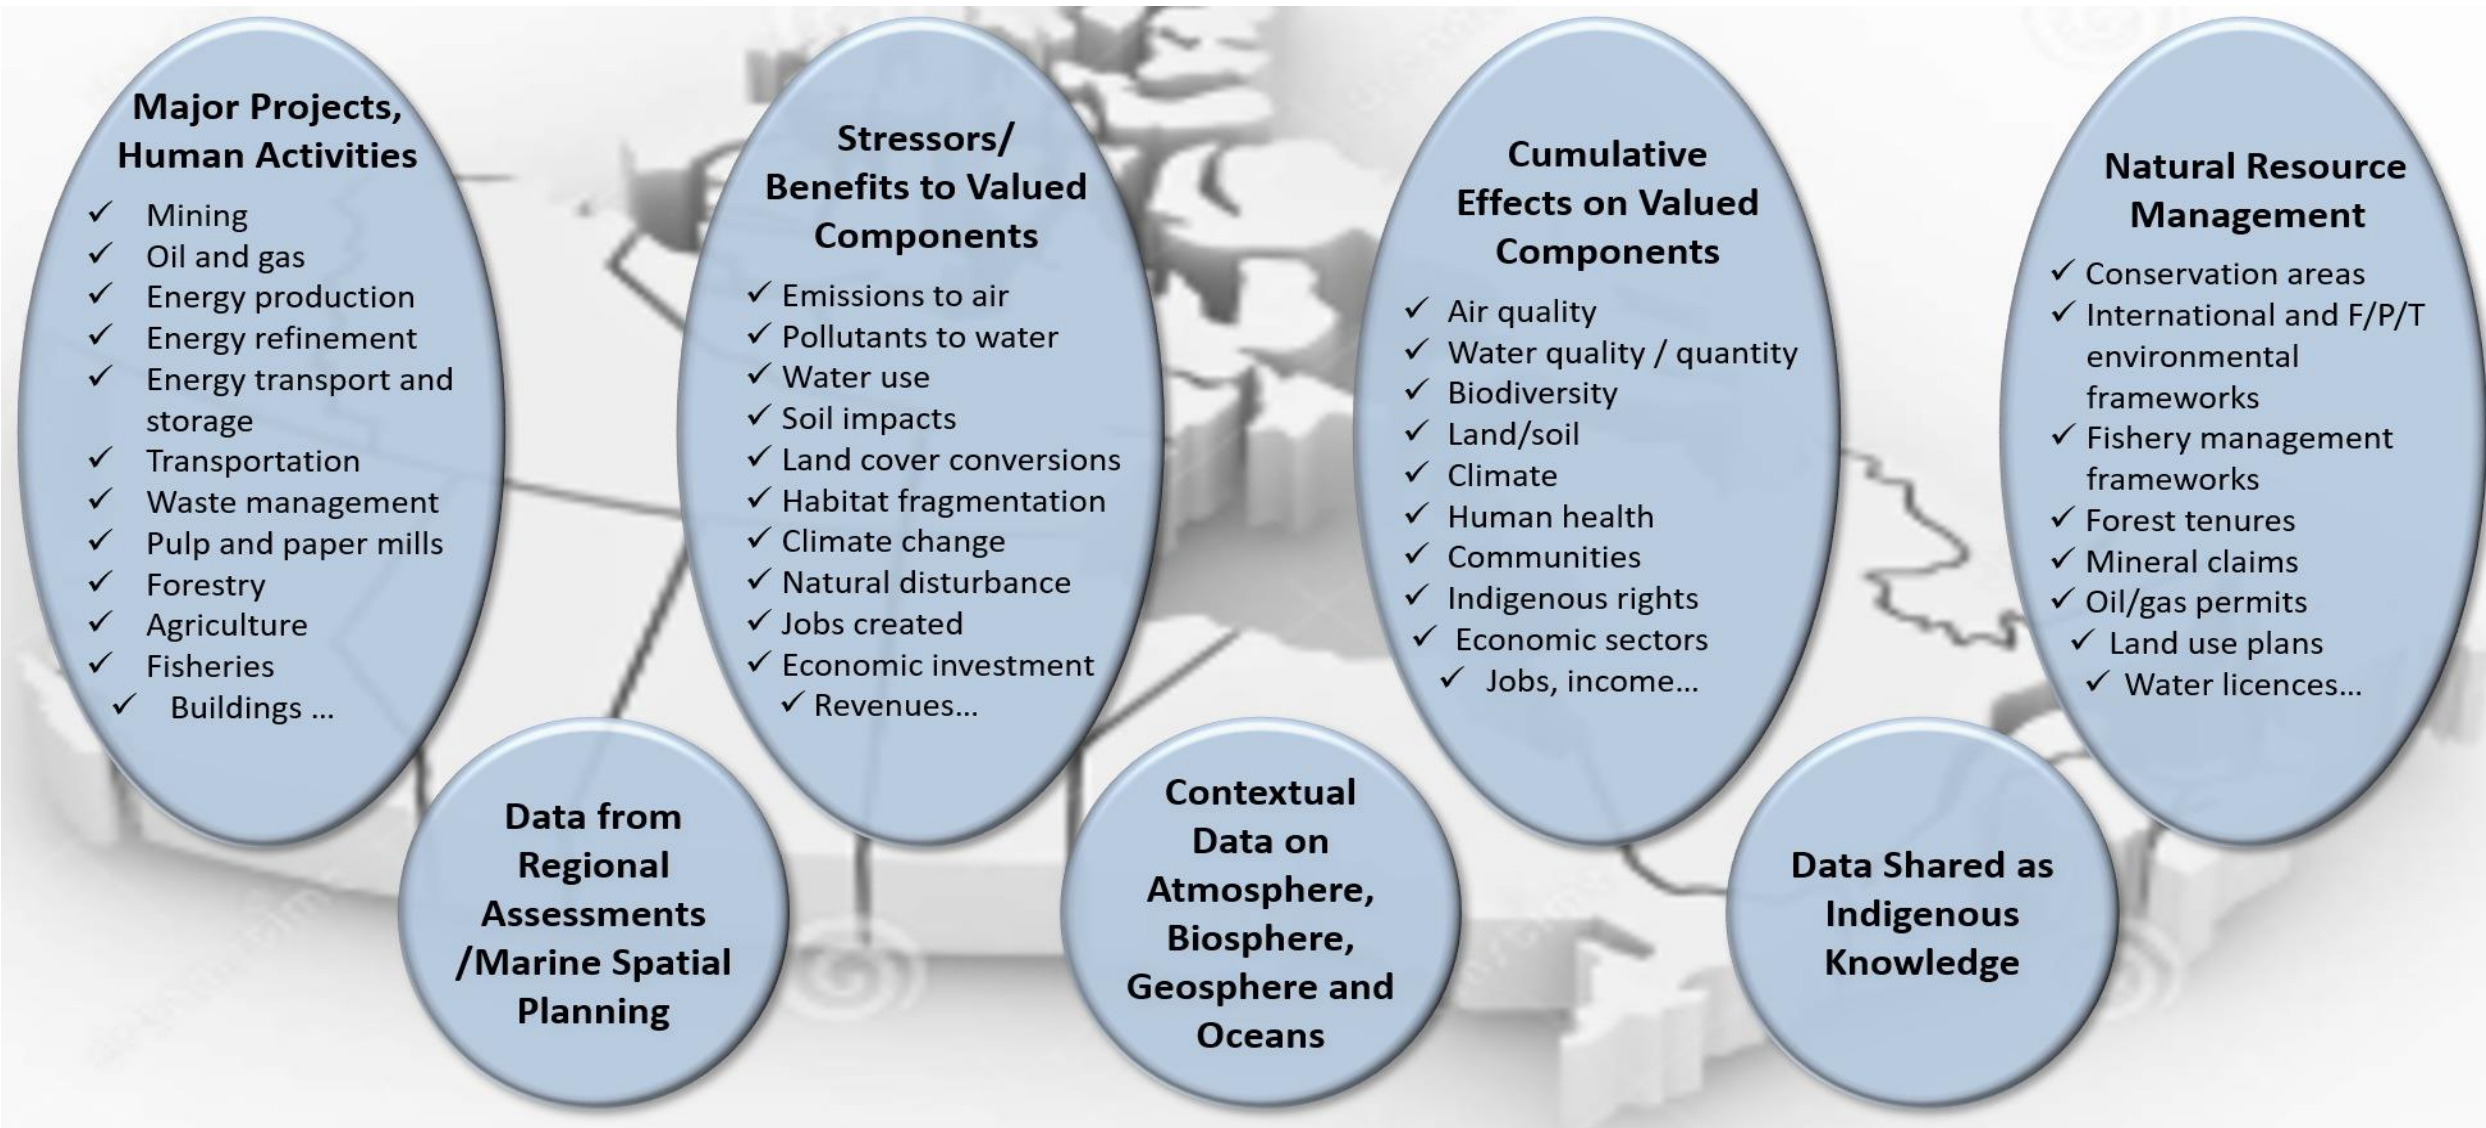 Major Projects,
Human Activities
✓ Mining
✓ Oil and gas
✓ Energy production
✓ Energy refinement
✓ Energy transport and
storage
✓ Transportation
✓ Waste management
✓ Pulp and paper mills
✓ Forestry
✓ Agriculture
✓ Fisheries
✓ Buildings ...
Stressors/
Benefits to Valued
Components
✓ Emissions to air
✓ Pollutants to water
✓ Water use
✓ Soil impacts
✓ Land cover conversions
✓ Habitat fragmentation
✓ Climate change
✓ Natural disturbance
✓ Jobs created
✓ Economic investment
✓ Revenues...
Cumulative
Effects on Valued
Components
✓ Air quality
✓ Water quality / quantity
✓ Biodiversity
✓ Land/soil
✓ Climate
✓ Human health
✓ Communities
✓ Indigenous rights
✓ Economic sectors
✓ Jobs, income...
Natural Resource
Management
✓ Conservation areas
✓ International and F/P/T
environmental
frameworks
✓ Fishery management
frameworks
✓ Forest tenures
✓ Mineral claims
✓ Oil/gas permits
✓ Land use plans
✓ Water licences...
Data from
Regional
Assessments
/Marine Spatial
Planning
Contextual
Data on
Atmosphere,
Biosphere,
Geosphere and
Oceans
Data Shared as
Indigenous
Knowledge